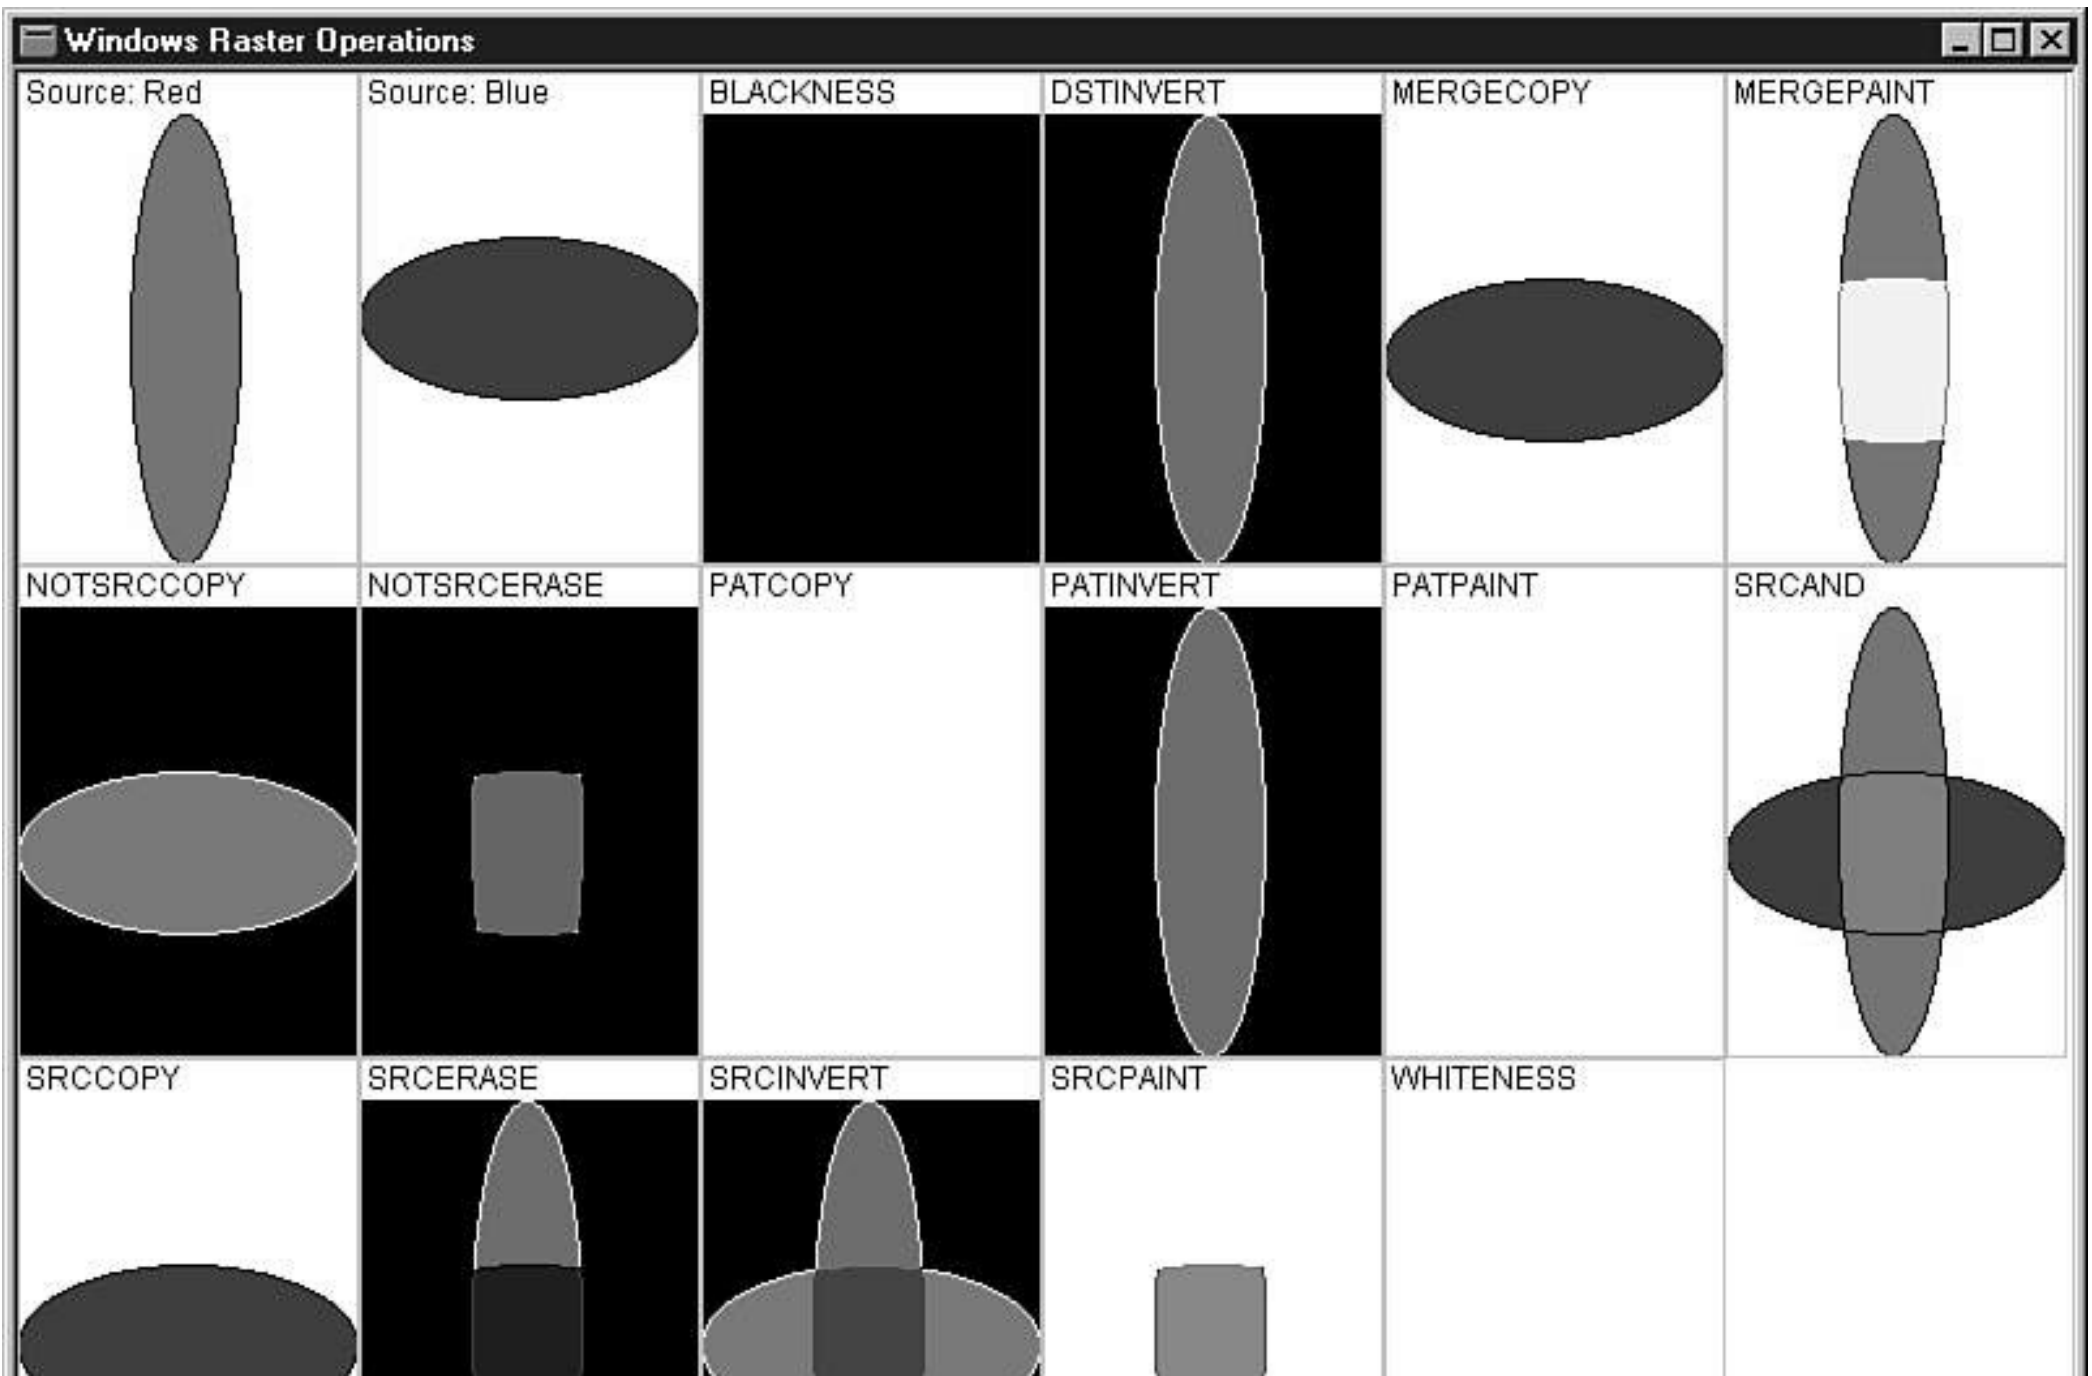 Windows Raster Operations
Source: Red
Source: Blue
BLACKNESS
DSTINVERT
MERGECOPY
MERGEPAINT
NOTSRCCOPY
NOTSRCERASE
PATCOPY
PATINVERT
PATPAINT
SRCAND
SRCCOPY
SRCERASE
SRCINVERT
SRCPAINT
WHITENESS